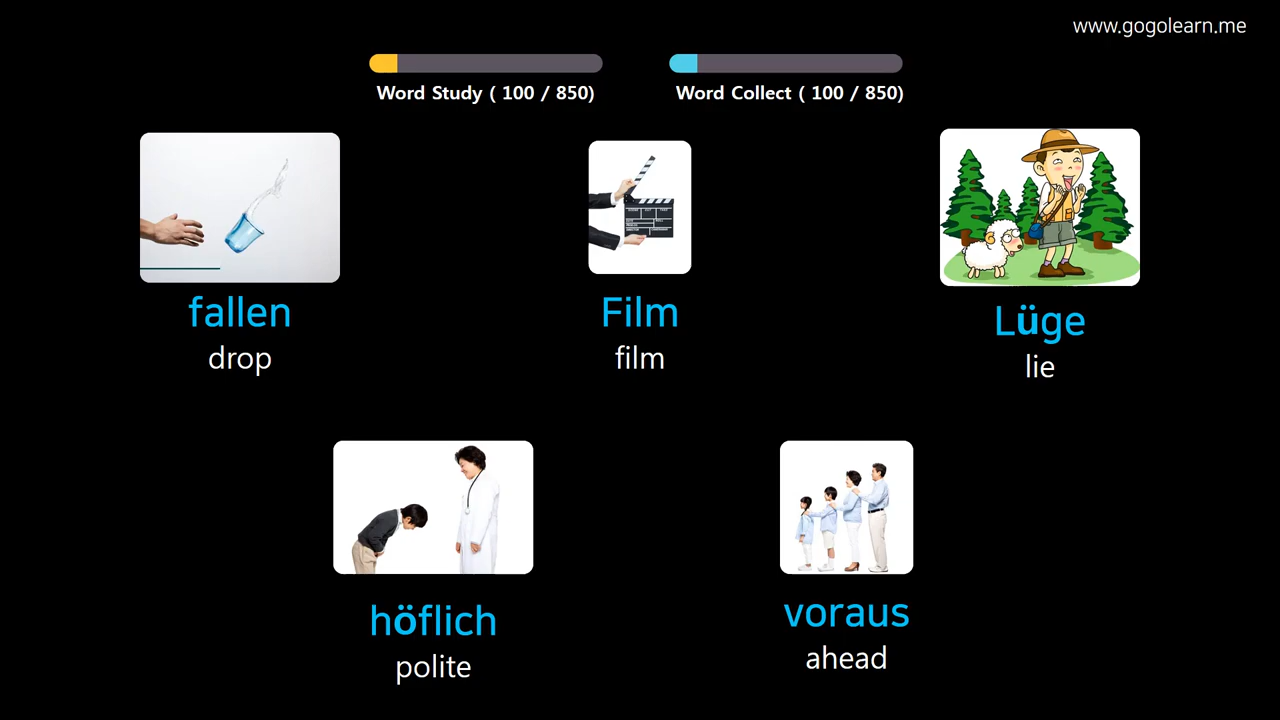 www.gogolearn.me
Word Study ( 100 / 850)
Word Collect ( 100 / 850)
fallen
drop
Film
film
Lüge
lie
höflich
polite
voraus
ahead